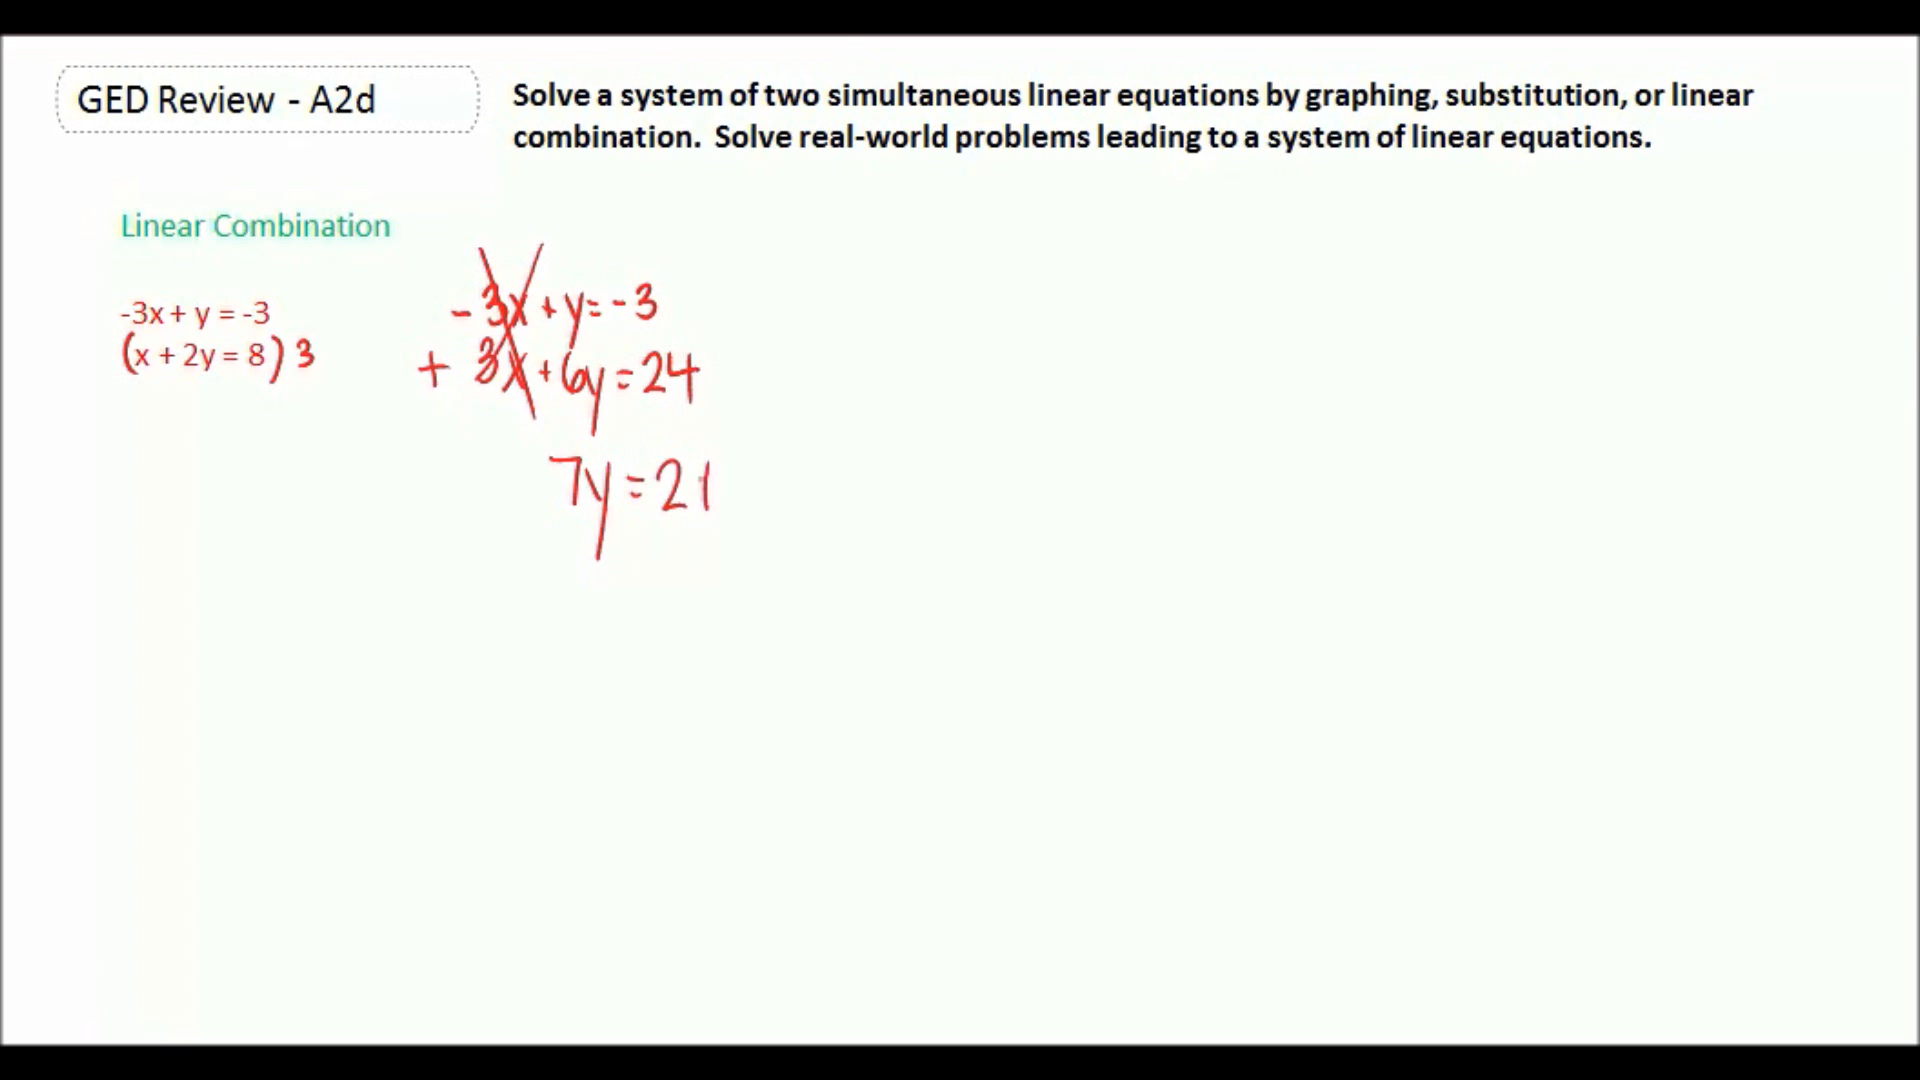 GED Review - A2d
Solve a system of two simultaneous linear equations by graphing, substitution, or linear
combination. Solve real-world problems leading to a system of linear equations.
Linear Combination
-3x + y = -3
(x + 2y = 8) 3
-3x + y = -3
+ 3x + 6y = 24
7y = 21